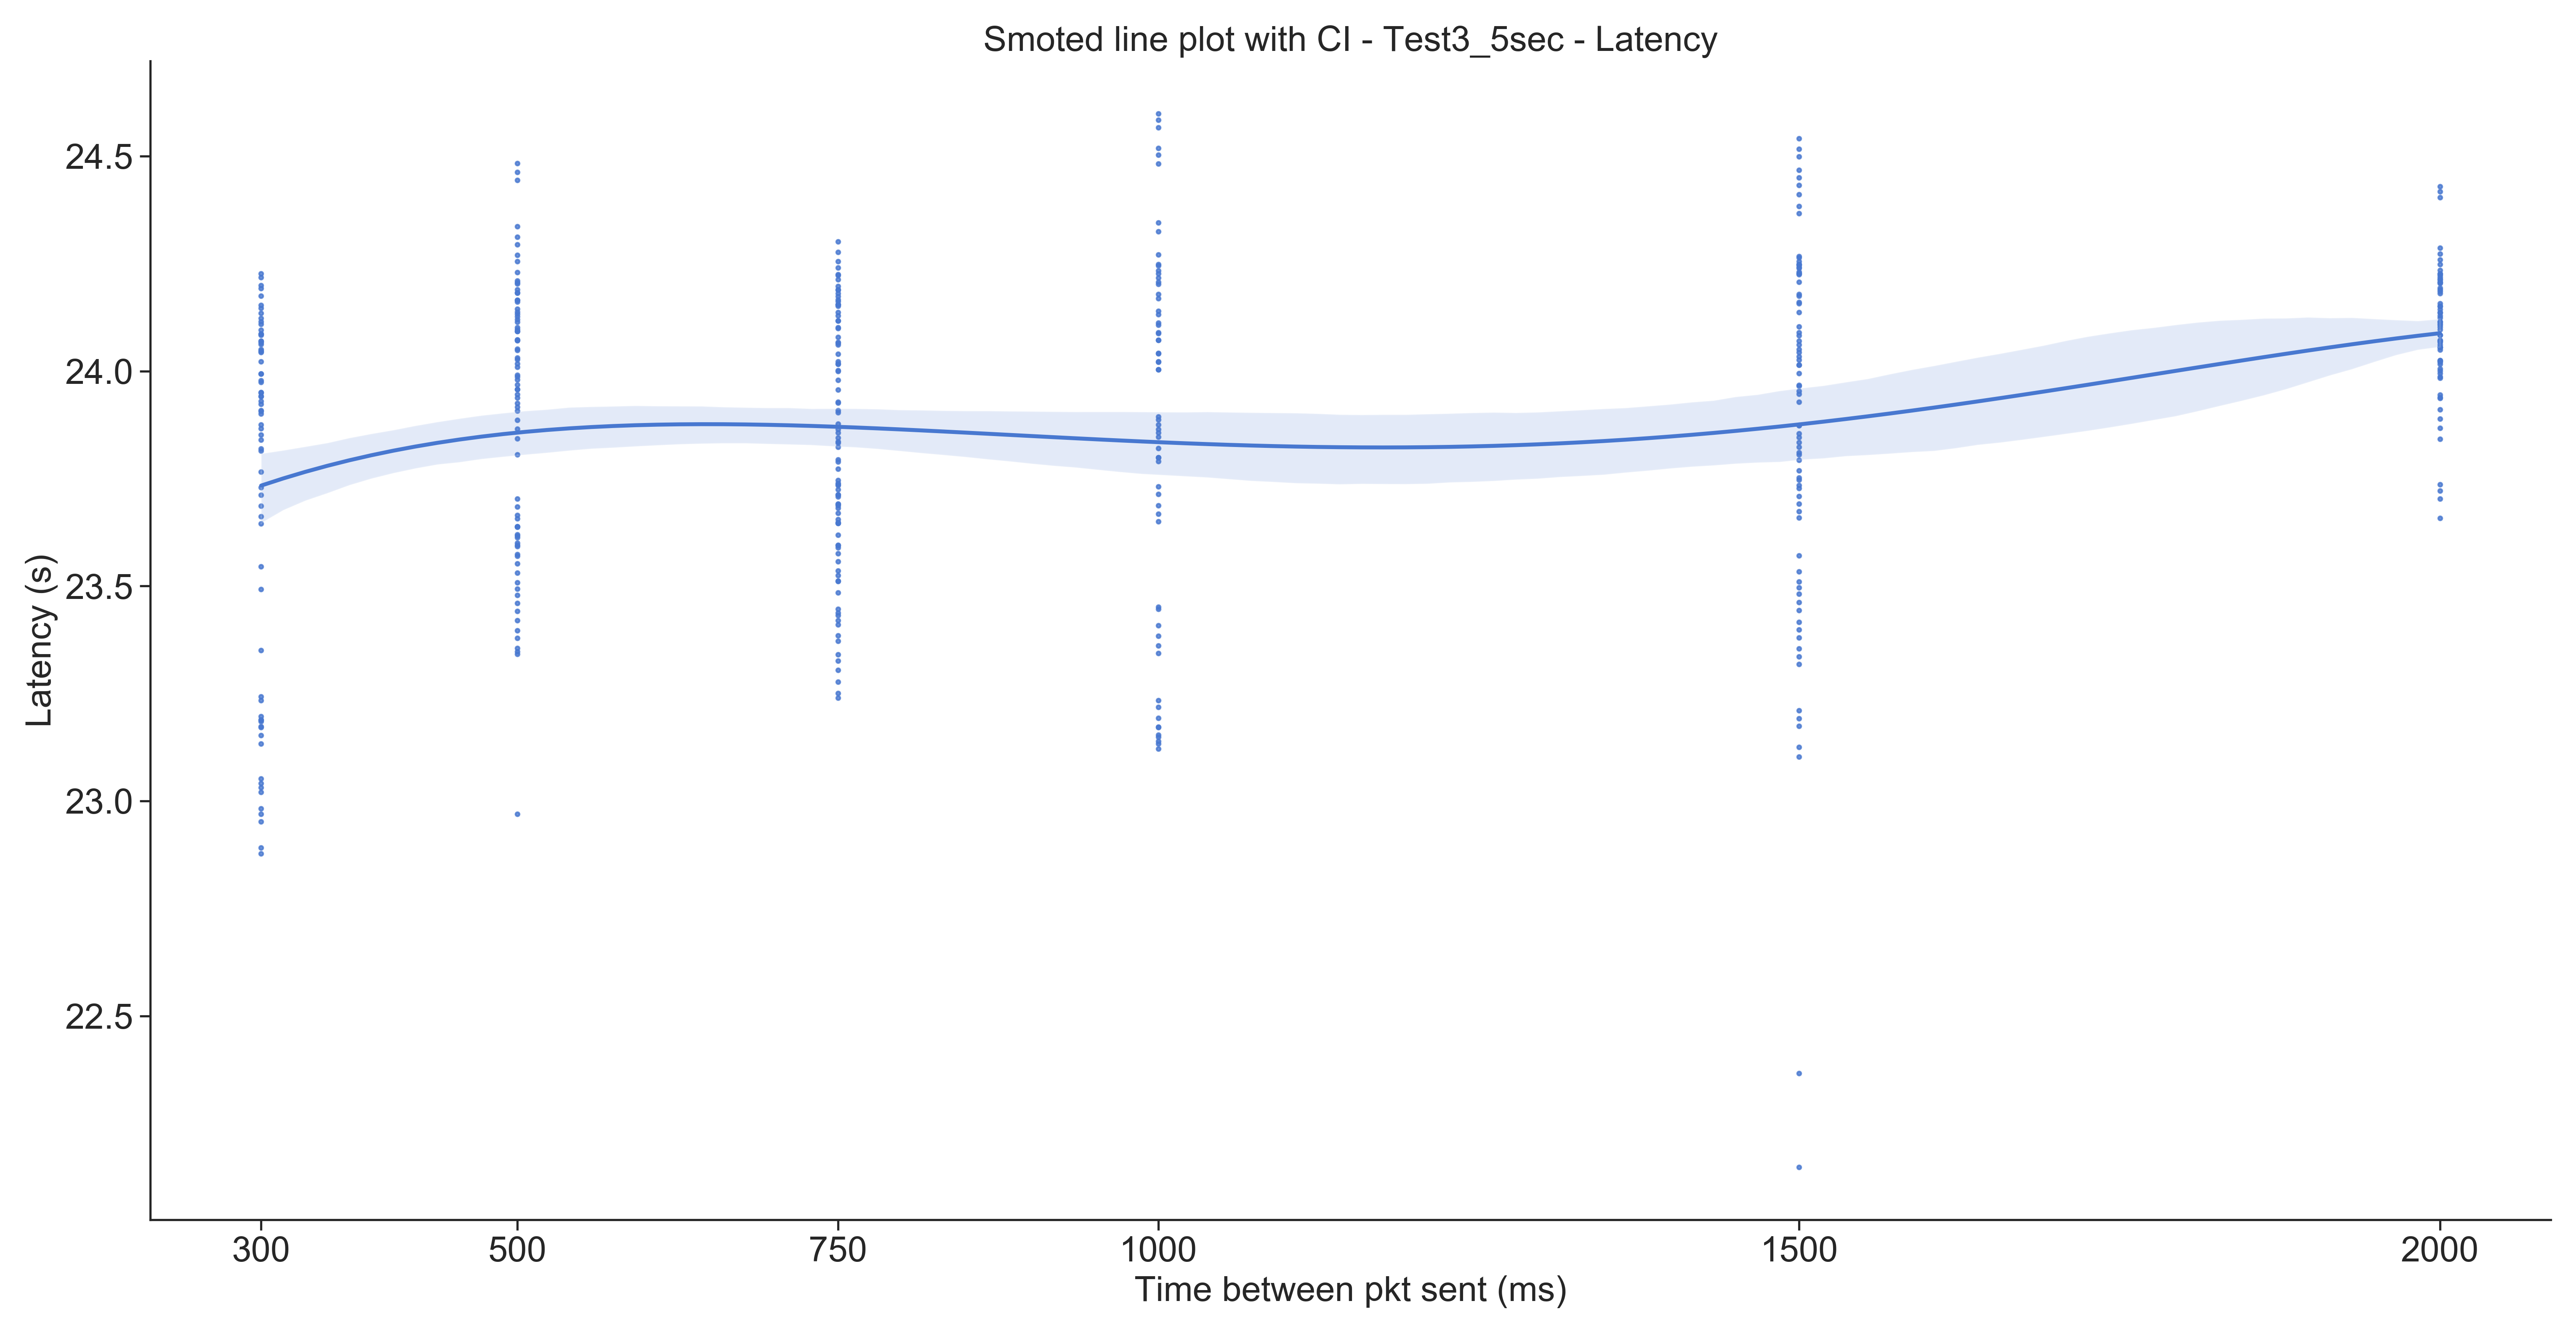 Smoted line plot with CI - Test3_5sec - Latency
24.5
24.0
23.5
23.0
22.5
Latency (s)
300 500 750 1000 1500 2000
Time between pkt sent (ms)